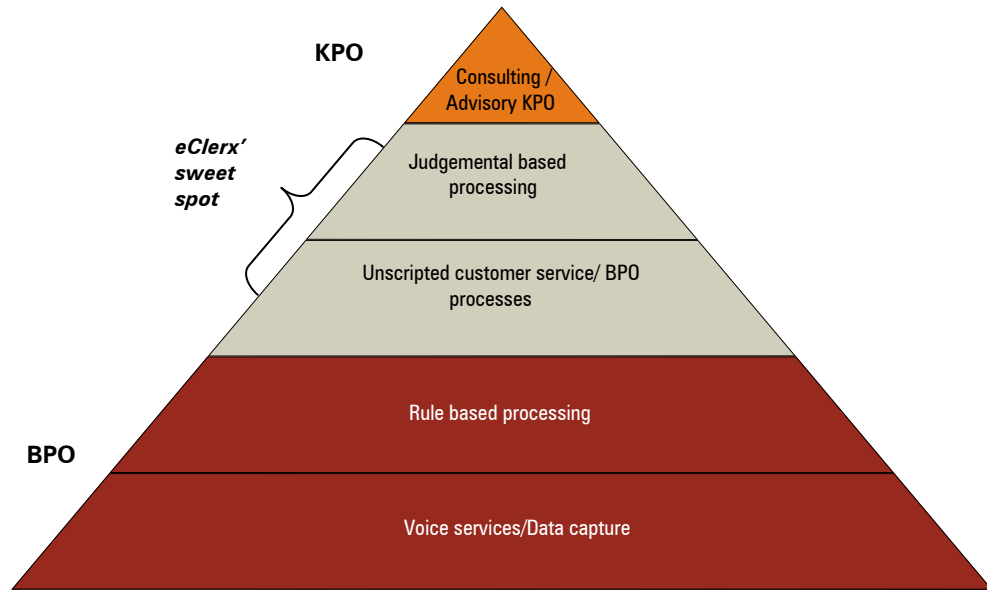 KPO
Consulting /
Advisory KPO
eClerx’
sweet
spot
Judgemental based
processing
Unscripted customer service/ BPO
processes
Rule based processing
BPO
Voice services/Data capture